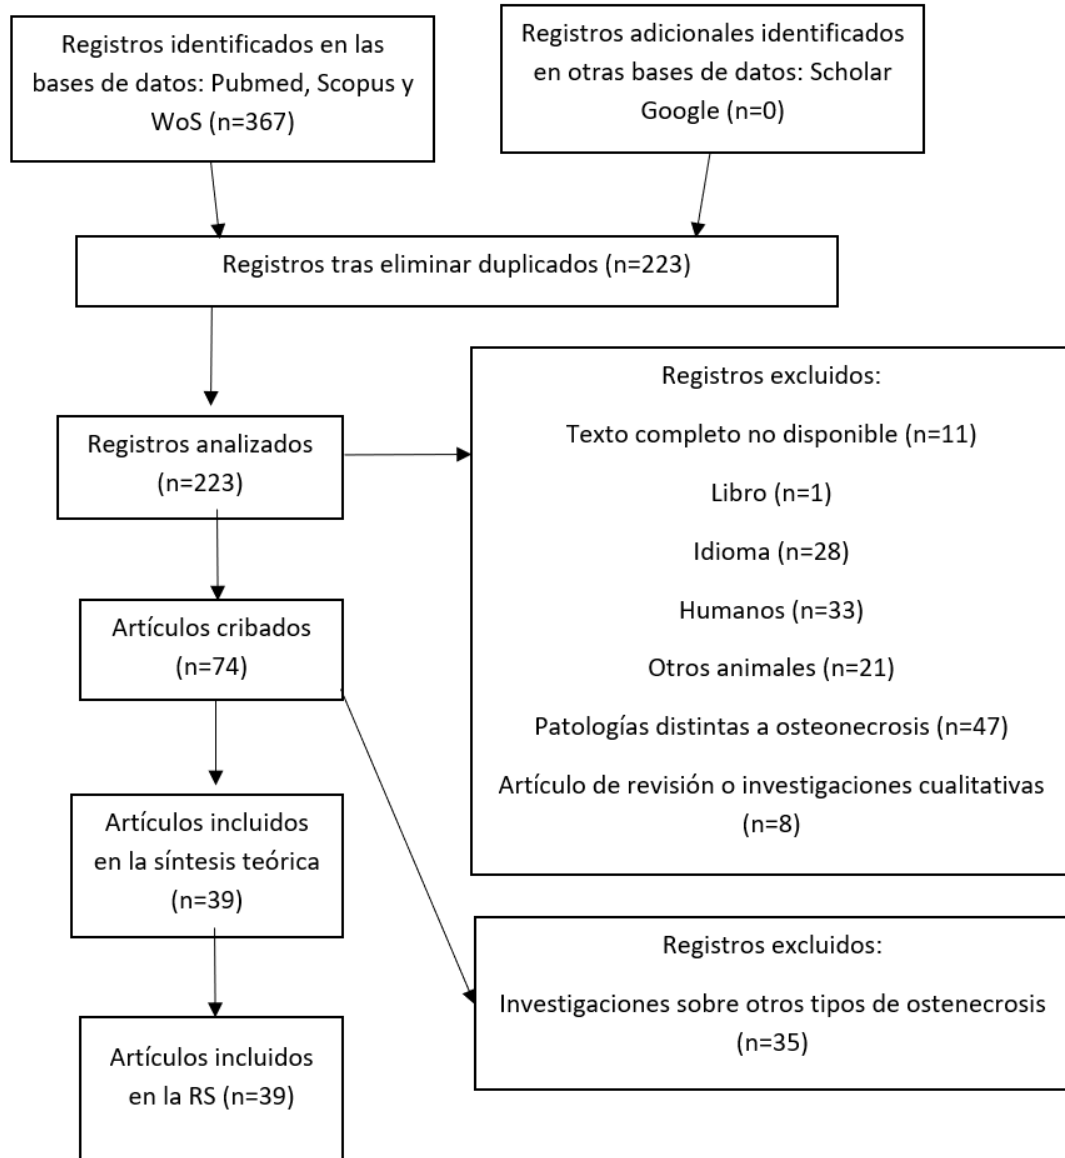 Registros identificados en las
bases de datos: Pubmed, Scopus y
WoS (n=367)
Registros adicionales identificados
en otras bases de datos: Scholar
Google (n=0)
Registros tras eliminar duplicados (n=223)
Registros analizados
(n=223)
Registros excluidos:
Texto completo no disponible (n=11)
Libro (n=1)
Idioma (n=28)
Humanos (n=33)
Otros animales (n=21)
Patologías distintas a osteonecrosis (n=47)
Artículo de revisión o investigaciones cualitativas
(n=8)
Artículos cribados
(n=74)
Artículos incluidos
en la síntesis teórica
(n=39)
Registros excluidos:
Investigaciones sobre otros tipos de ostenecrosis
(n=35)
Artículos incluidos
en la RS (n=39)